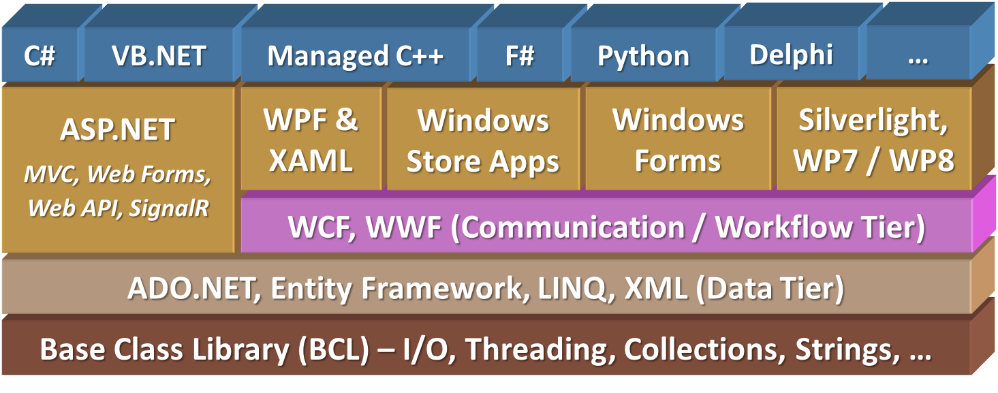 C# VB.NET Managed C++ F# Python Delphi ...
ASP.NET
MVC, Web Forms,
Web API, SignalR
WPF &
XAML
Windows
Store Apps
Windows
Forms
Silverlight,
WP7 / WP8
WCF, WWF (Communication / Workflow Tier)
ADO.NET, Entity Framework, LINQ, XML (Data Tier)
Base Class Library (BCL) – I/O, Threading, Collections, Strings, ...